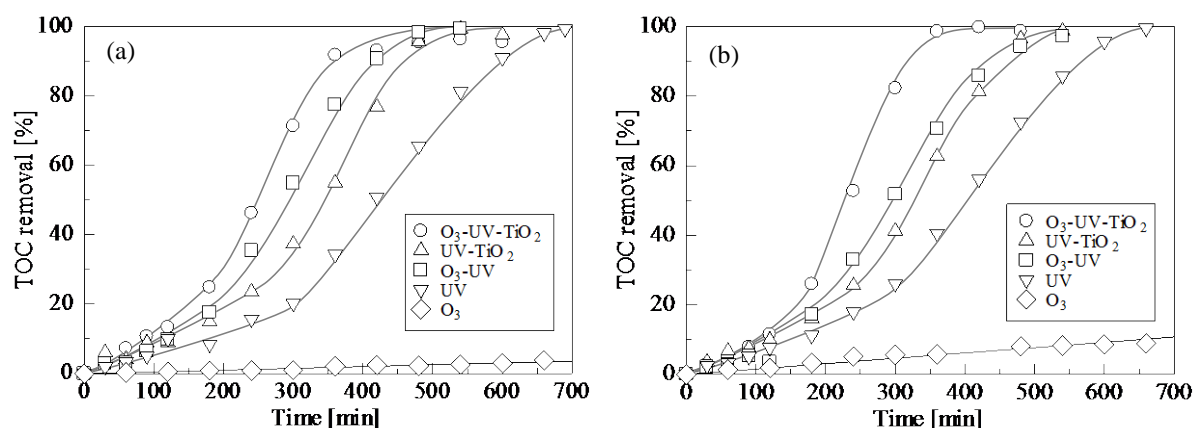 (a)
TOC removal [%]
100
80
60
40
20
0
O3-UV-TiO2
UV-TiO2
O3-UV
UV
O3
0 100 200 300 400 500 600 700
Time [min]
(b)
TOC removal [%]
100
80
60
40
20
0
O3-UV-TiO2
UV-TiO2
O3-UV
UV
O3
0 100 200 300 400 500 600 700
Time [min]